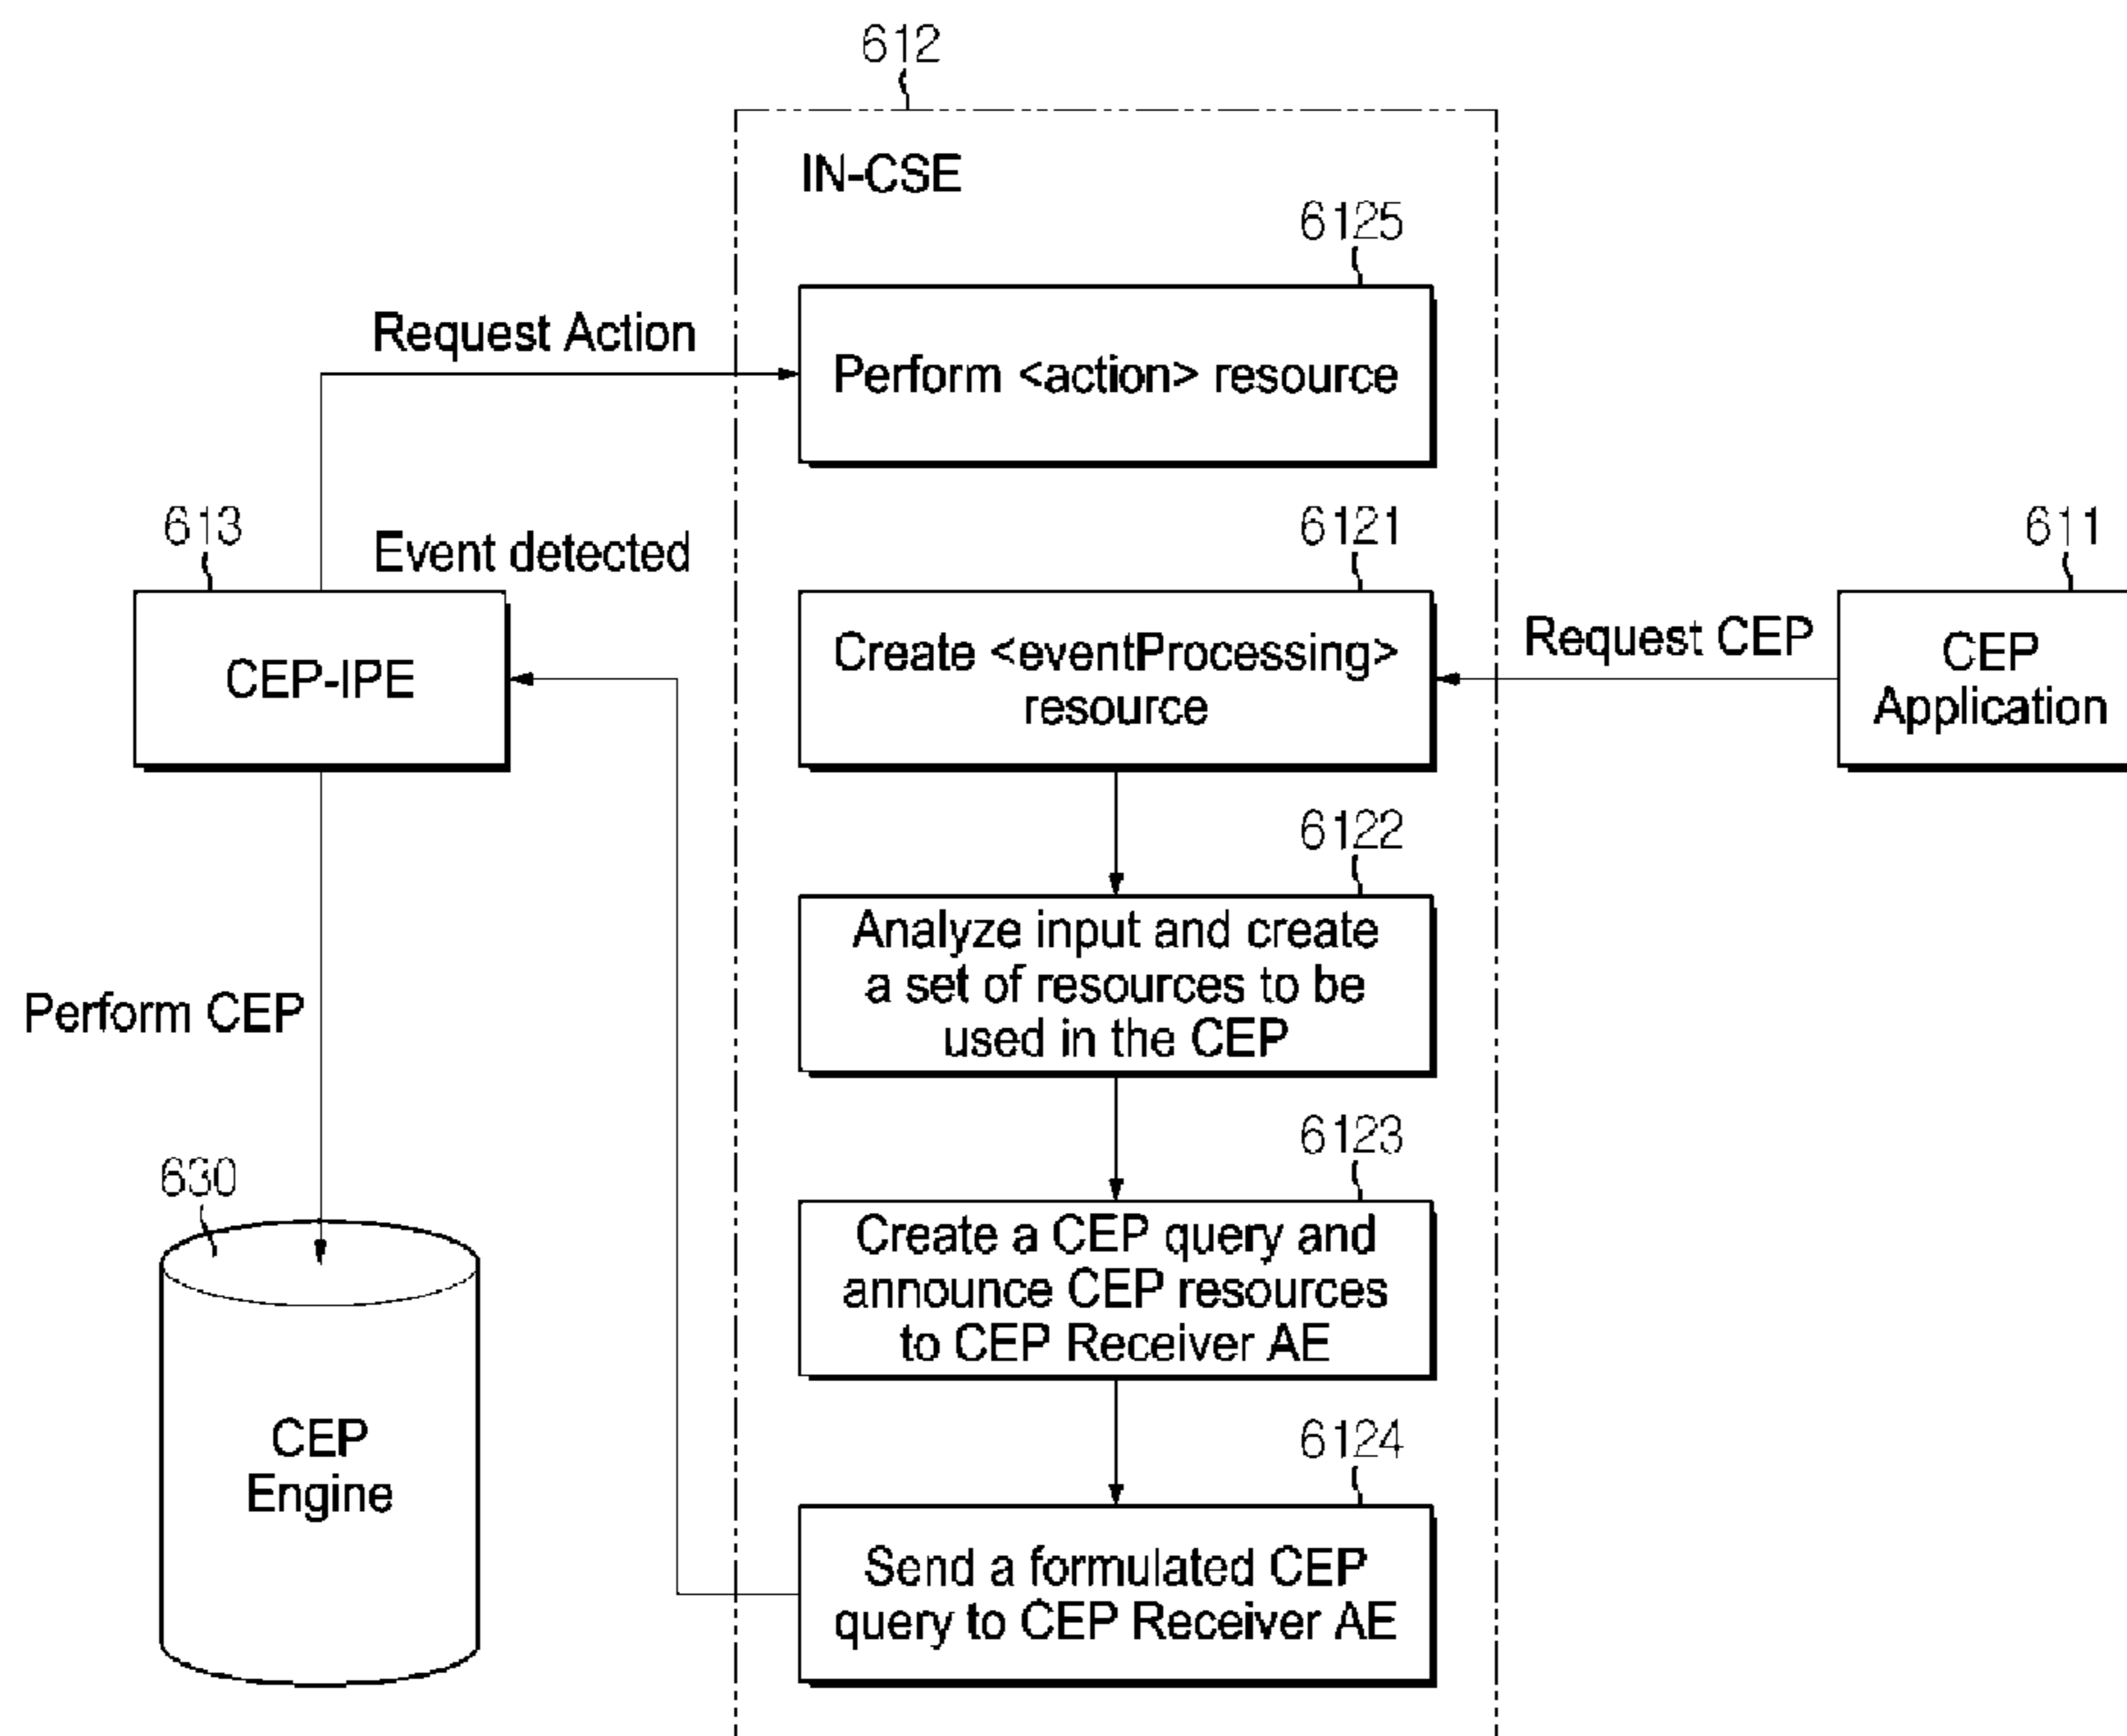 612
IN-CSE
6125
Request Action
Perform <action> resource
613
Event detected
6121
611
CEP-IPE
Create <eventProcessing>
resource
Request CEP
CEP
Application
6122
Analyze input and create
a set of resources to be
used in the CEP
Perform CEP
6123
630
Create a CEP query and
announce CEP resources
to CEP Receiver AE
CEP
Engine
6124
Send a formulated CEP
query to CEP Receiver AE